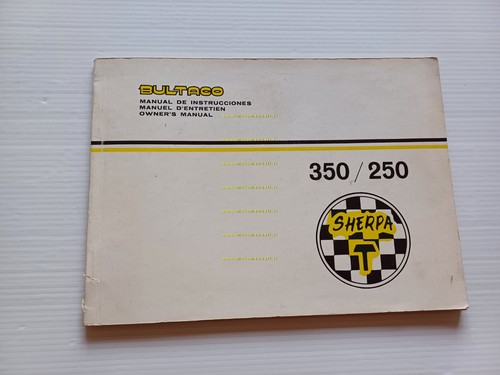 BULTACO
MANUAL DE INSTRUCCIONES
MANUEL D'ENTRETIEN
OWNER'S MANUAL
350 / 250
SHERPA
T